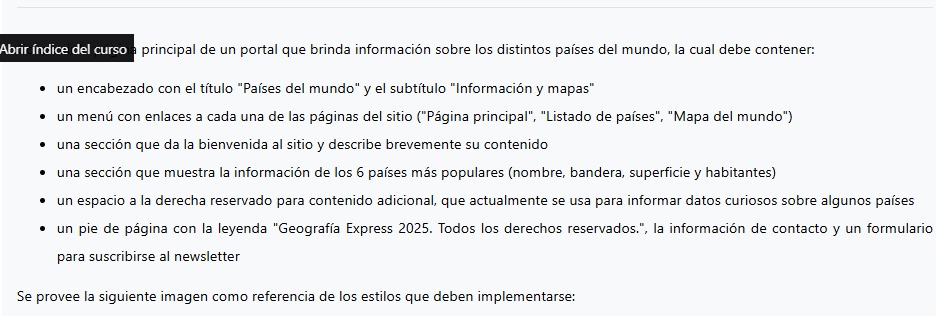 Abrir índice del curso
principal de un portal que brinda información sobre los distintos países del mundo, la cual debe contener:
un encabezado con el título "Países del mundo" y el subtítulo "Información y mapas"
un menú con enlaces a cada una de las páginas del sitio ("Página principal", "Listado de países", "Mapa del mundo")
una sección que da la bienvenida al sitio y describe brevemente su contenido
una sección que muestra la información de los 6 países más populares (nombre, bandera, superficie y habitantes)
un espacio a la derecha reservado para contenido adicional, que actualmente se usa para informar datos curiosos sobre algunos países
un pie de página con la leyenda "Geografía Express 2025. Todos los derechos reservados.", la información de contacto y un formulario
para suscribirse al newsletter
Se provee la siguiente imagen como referencia de los estilos que deben implementarse: